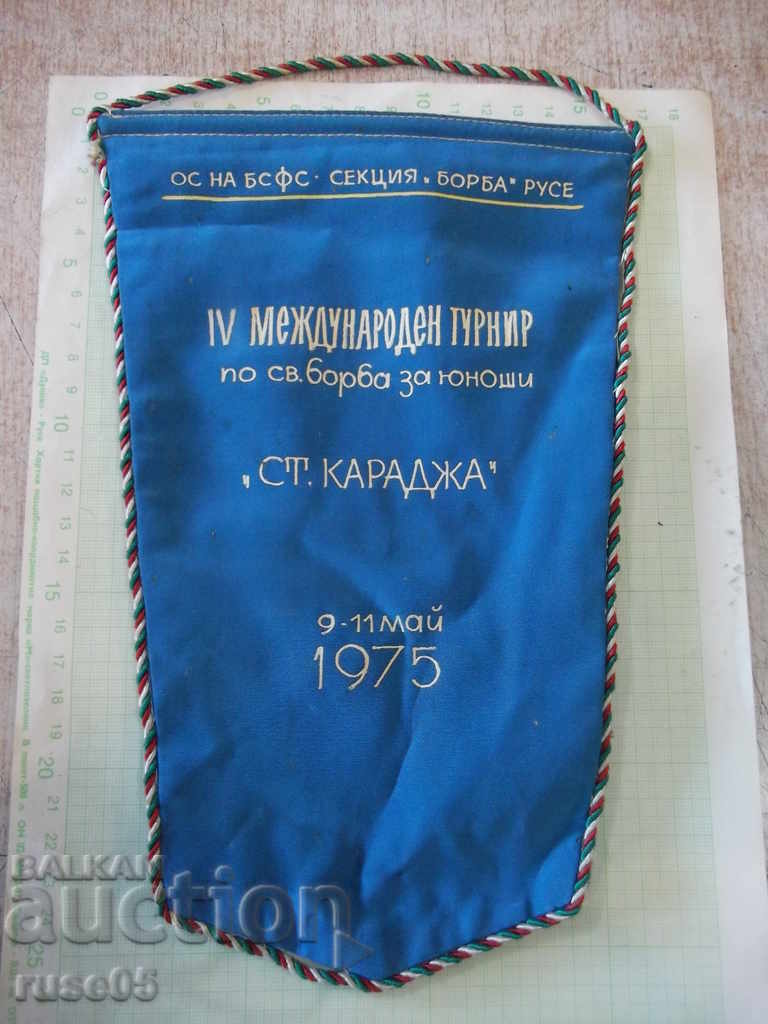 ОС НА БСФС · СЕКЦИЯ „БОРБА" РУСЕ
IV МЕЖДУНАРОДЕН ТУРНИР
по св. борба за юноши
„СТ. КАРАДЖА"
9-11 май
1975
BALKAN
auction
ruse05